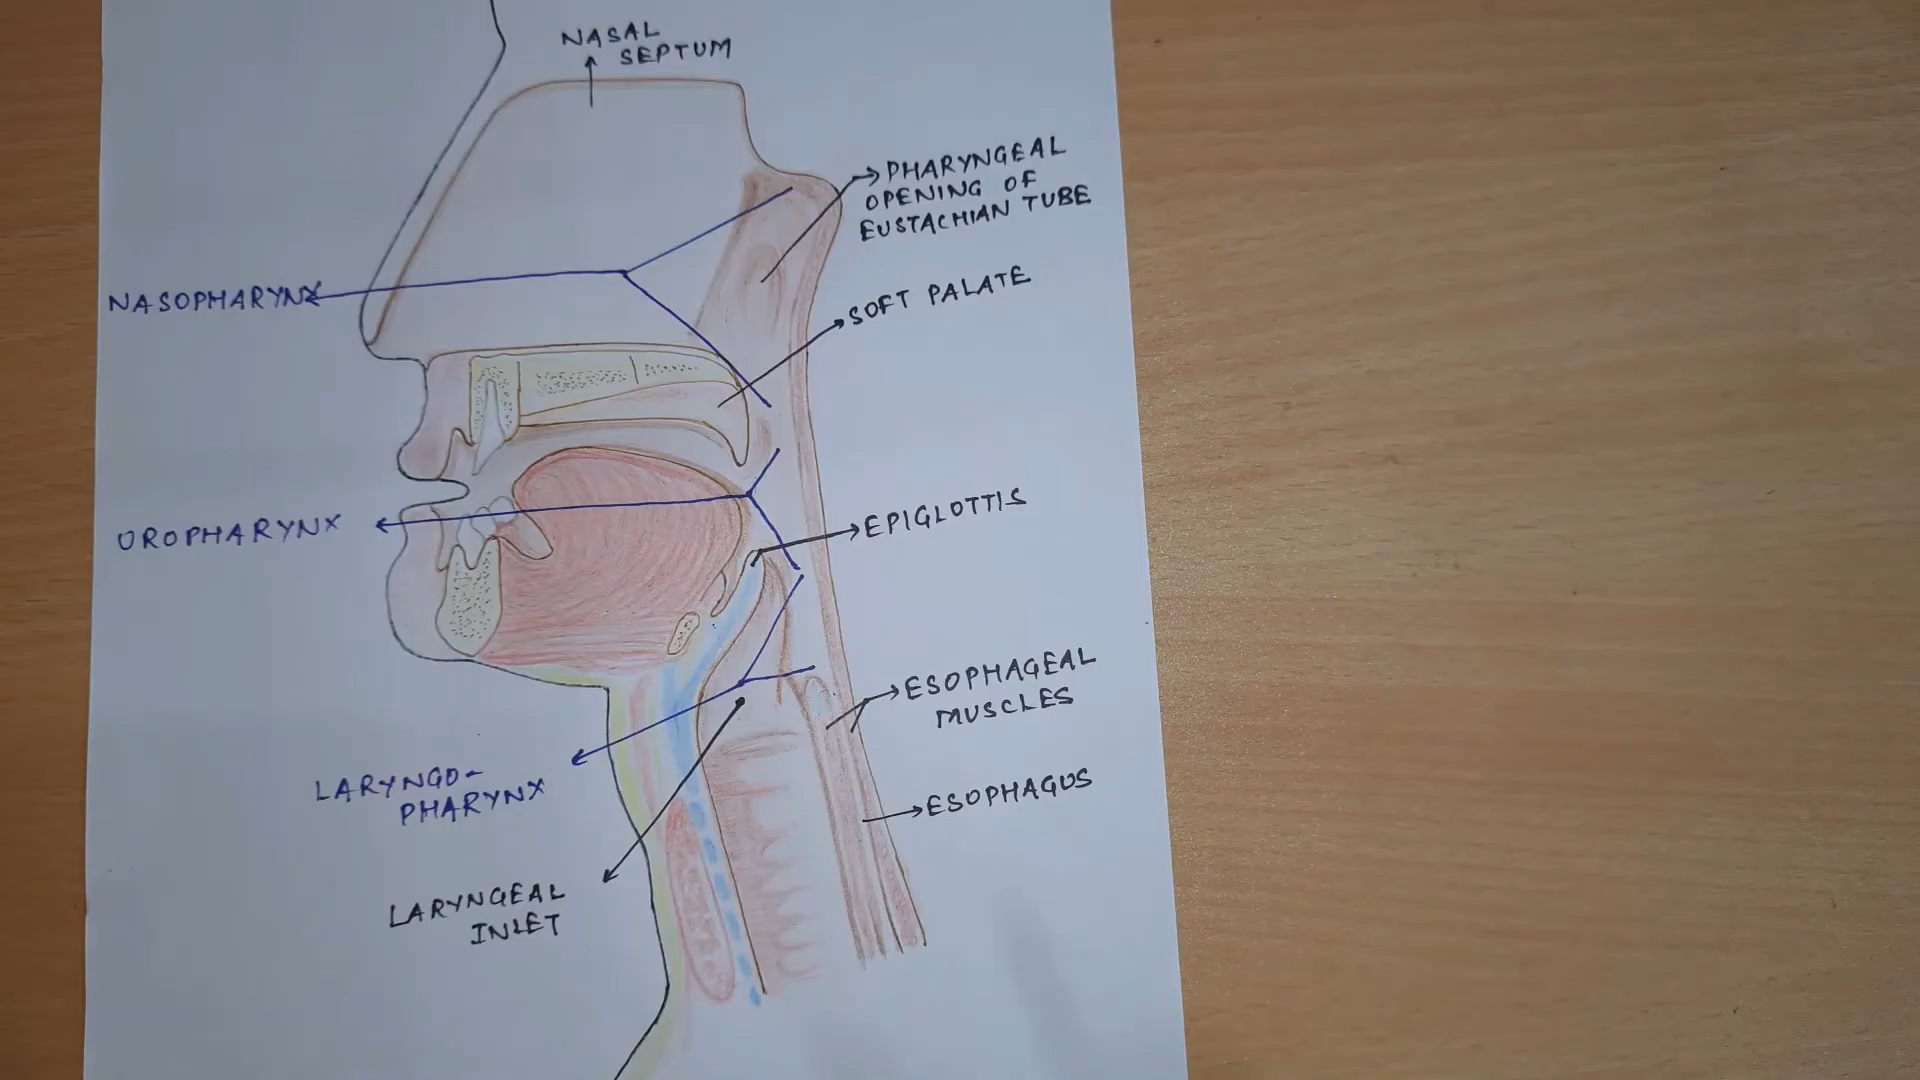 NASAL
SEPTUM
PHARYNGEAL
OPENING OF
EUSTACHIAN TUBE
NASOPHARYNX
SOFT PALATE
OROPHARYNX
EPIGLOTTIS
ESOPHAGEAL
MUSCLES
LARYNGO-
PHARYNX
ESOPHAGUS
LARYNGEAL
INLET